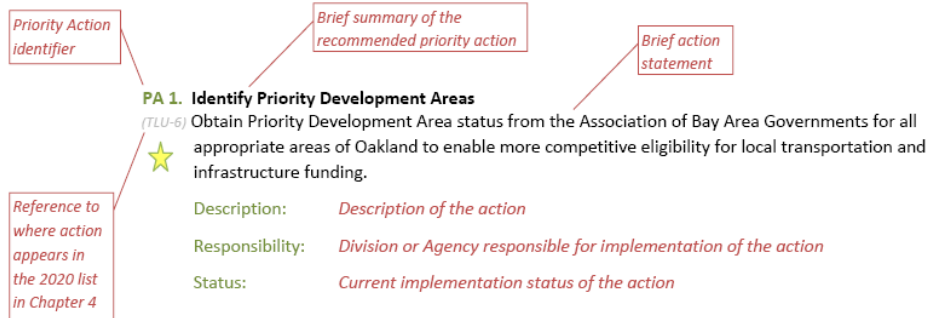 Priority Action
identifier
Brief summary of the
recommended priority action
Brief action
statement
PA 1. Identify Priority Development Areas
(TLU-6) Obtain Priority Development Area status from the Association of Bay Area Governments for all
appropriate areas of Oakland to enable more competitive eligibility for local transportation and
infrastructure funding.
Reference to
where action
appears in
the 2020 list
in Chapter 4
Description: Description of the action
Responsibility: Division or Agency responsible for implementation of the action
Status: Current implementation status of the action